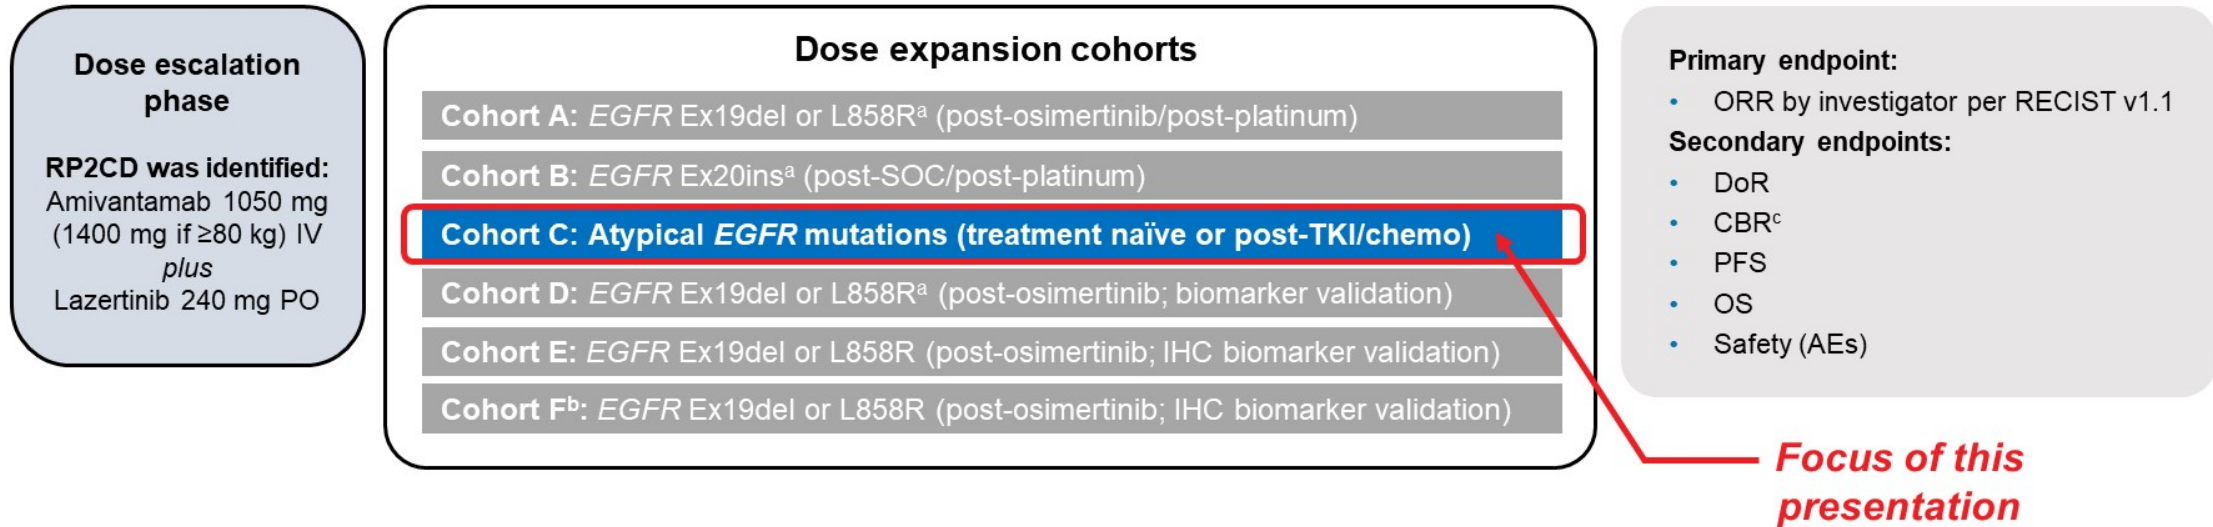 Dose escalation
phase
RP2CD was identified:
Amivantamab 1050 mg
(1400 mg if ≥80 kg) IV
plus
Lazertinib 240 mg PO
Dose expansion cohorts
Cohort A: EGFR Ex19del or L858Rᵃ (post-osimertinib/post-platinum)
Cohort B: EGFR Ex20insᵃ (post-SOC/post-platinum)
Cohort C: Atypical EGFR mutations (treatment naïve or post-TKI/chemo)
Cohort D: EGFR Ex19del or L858Rᵃ (post-osimertinib; biomarker validation)
Cohort E: EGFR Ex19del or L858R (post-osimertinib; IHC biomarker validation)
Cohort Fᵇ: EGFR Ex19del or L858R (post-osimertinib; IHC biomarker validation)
Primary endpoint:
• ORR by investigator per RECIST v1.1
Secondary endpoints:
• DoR
• CBRᶜ
• PFS
• OS
• Safety (AEs)
Focus of this
presentation